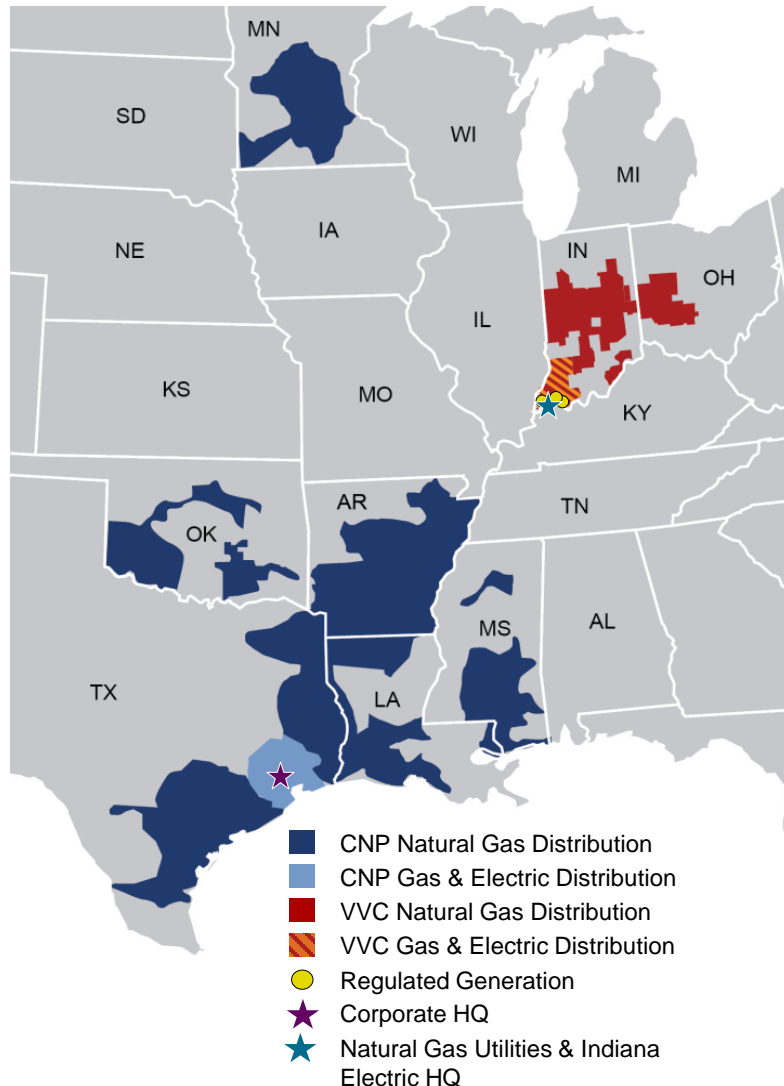 MN
SD
WI
MI
IA
NE
IN
OH
IL
KS
MO
KY
AR
TN
OK
MS
AL
TX
LA
CNP Natural Gas Distribution
CNP Gas & Electric Distribution
VVC Natural Gas Distribution
VVC Gas & Electric Distribution
Regulated Generation
Corporate HQ
Natural Gas Utilities & Indiana
Electric HQ